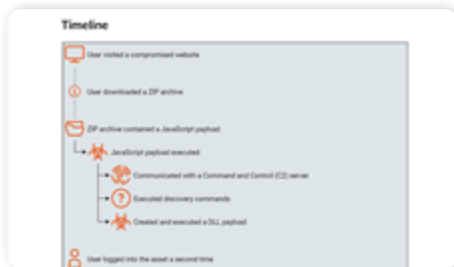 Timeline
User visited a compromised website
User downloaded a ZIP archive
ZIP archive contained a JavaScript payload
JavaScript payload executed
Communicated with a Command and Control (C2) server
Executed discovery commands
Created and executed a DLL payload
User logged into the asset a second time